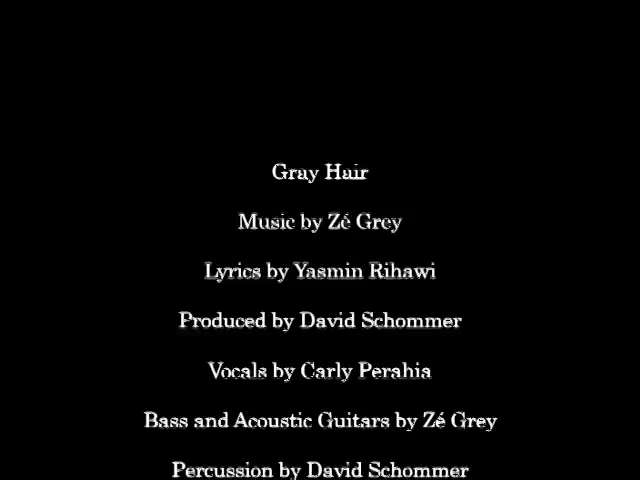 Gray Hair
Music by Zé Grey
Lyrics by Yasmin Rihawi
Produced by David Schommer
Vocals by Carly Perahia
Bass and Acoustic Guitars by Zé Grey
Percussion by David Schommer